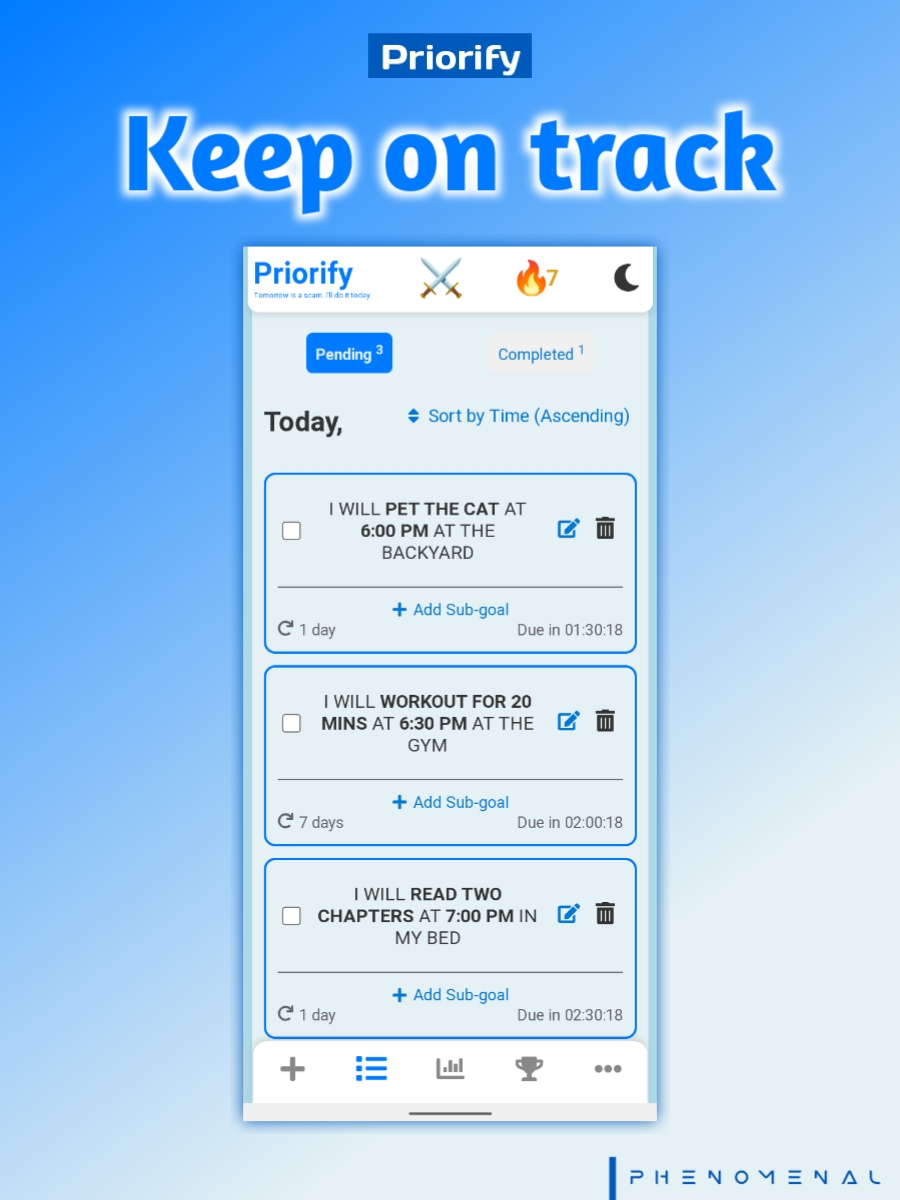 Priorify
Keep on track
Priorify
Tomorrow is a scam. I'll do it today
7
Pending 3
Completed 1
Today,
Sort by Time (Ascending)
I WILL PET THE CAT AT
6:00 PM AT THE
BACKYARD
+ Add Sub-goal
1 day
Due in 01:30:18
I WILL WORKOUT FOR 20
MINS AT 6:30 PM AT THE
GYM
+ Add Sub-goal
7 days
Due in 02:00:18
I WILL READ TWO
CHAPTERS AT 7:00 PM IN
MY BED
+ Add Sub-goal
1 day
Due in 02:30:18
PHENOMENAL